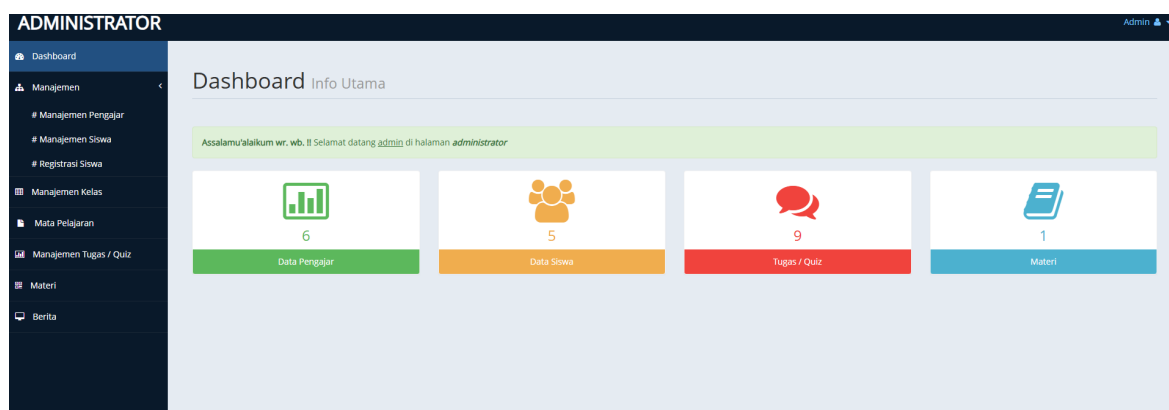 ADMINISTRATOR
Admin
Dashboard
Manajemen
# Manajemen Pengajar
# Manajemen Siswa
# Registrasi Siswa
Manajemen Kelas
Mata Pelajaran
Manajemen Tugas / Quiz
Materi
Berita
Dashboard Info Utama
Assalamu'alaikum wr. wb. !! Selamat datang admin di halaman administrator
6
Data Pengajar
5
Data Siswa
9
Tugas / Quiz
1
Materi